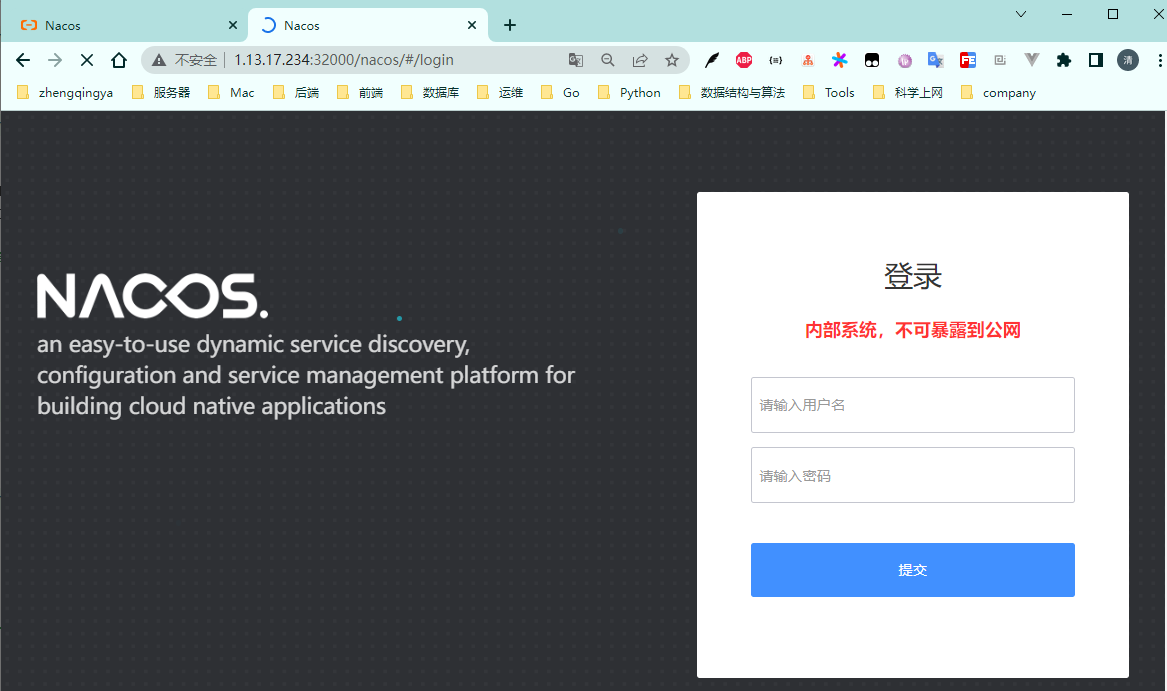 Nacos
Nacos
不安全
1.13.17.234:32000/nacos/#/login
ABP
清
zhengqingya
服务器
Mac
后端
前端
数据库
运维
Go
Python
数据结构与算法
Tools
科学上网
company
NACOS.
an easy-to-use dynamic service discovery,
configuration and service management platform for
building cloud native applications
登录
内部系统，不可暴露到公网
请输入用户名
请输入密码
提交